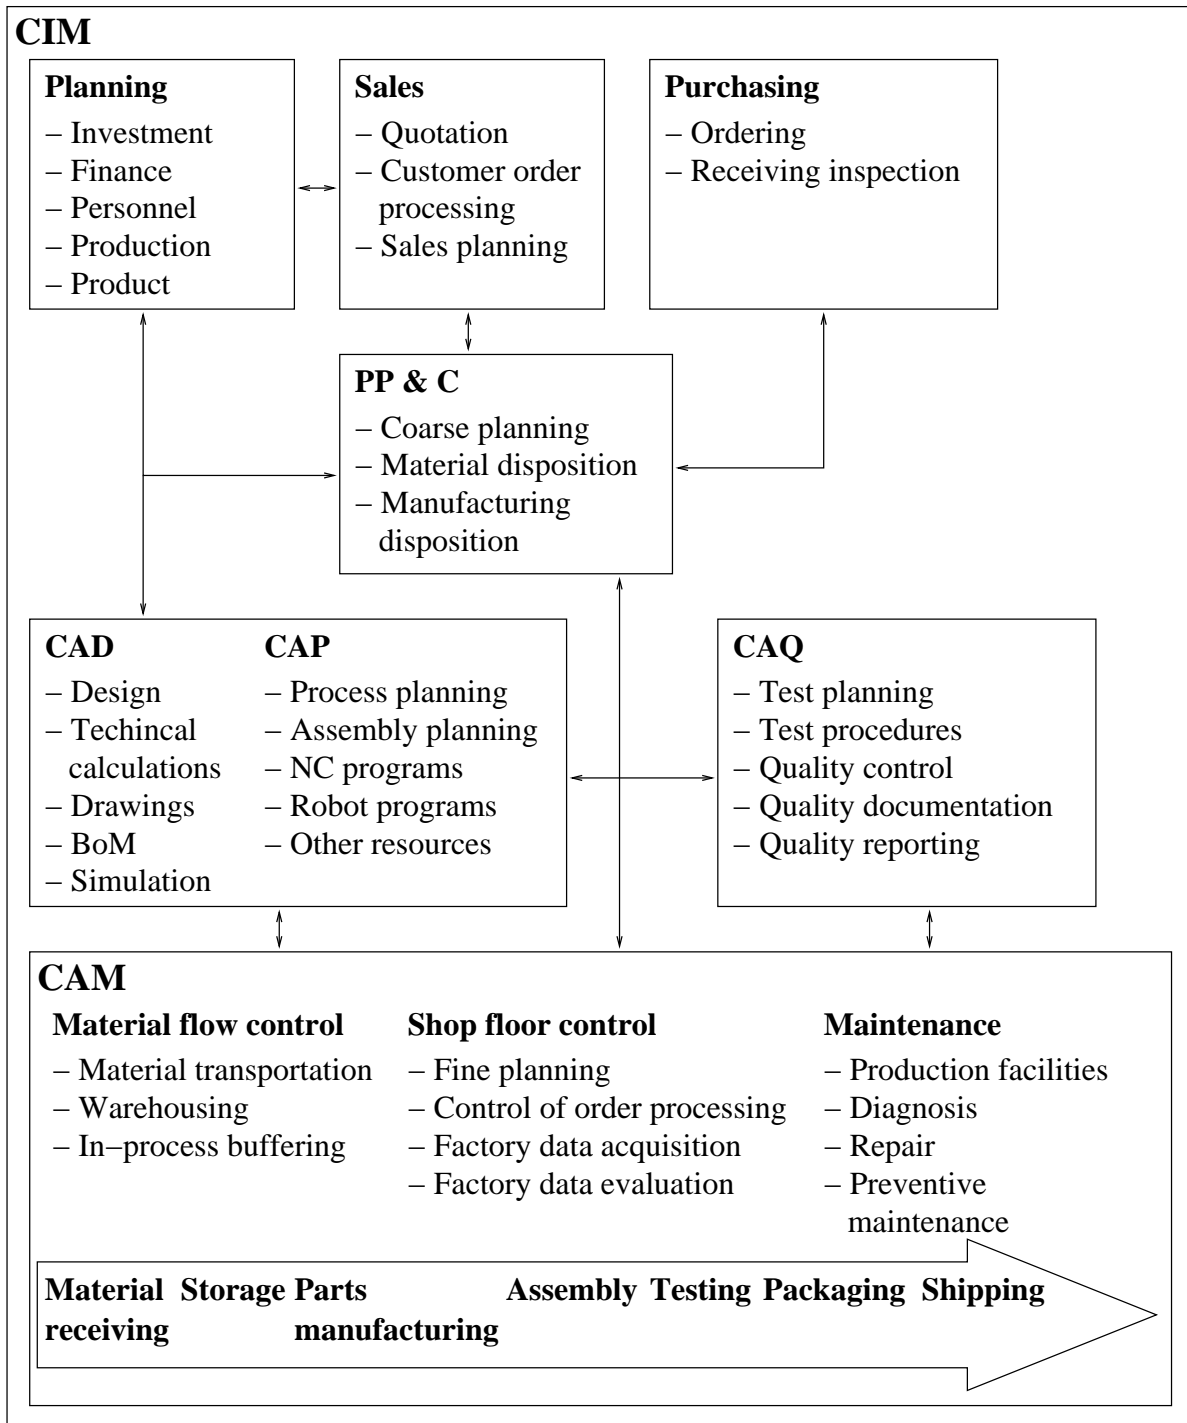 CIM
Planning
– Investment
– Finance
– Personnel
– Production
– Product
Sales
– Quotation
– Customer order
processing
– Sales planning
Purchasing
– Ordering
– Receiving inspection
PP & C
– Coarse planning
– Material disposition
– Manufacturing
disposition
CAD
– Design
– Techincal
calculations
– Drawings
– BoM
– Simulation
CAP
– Process planning
– Assembly planning
– NC programs
– Robot programs
– Other resources
CAQ
– Test planning
– Test procedures
– Quality control
– Quality documentation
– Quality reporting
CAM
Material flow control
– Material transportation
– Warehousing
– In–process buffering
Shop floor control
– Fine planning
– Control of order processing
– Factory data acquisition
– Factory data evaluation
Maintenance
– Production facilities
– Diagnosis
– Repair
– Preventive
maintenance
Material
receiving
Storage
Parts
manufacturing
Assembly
Testing
Packaging
Shipping